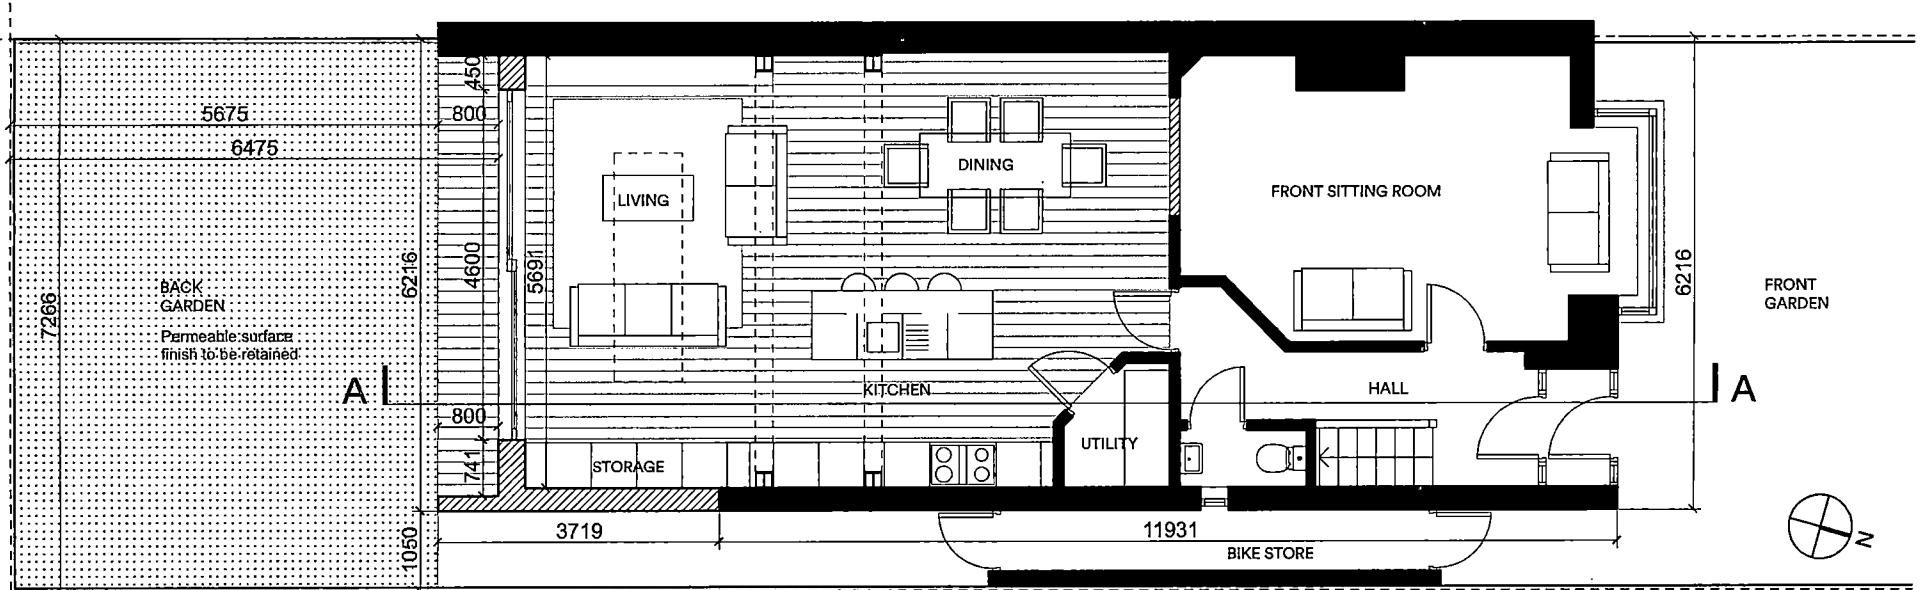 450
5675
800
6475
DINING
LIVING
FRONT SITTING ROOM
4600
5691
6216
6216
7266
BACK
GARDEN
Permeable surface
finish to be retained
FRONT
GARDEN
A
KITCHEN
HALL
A
800
UTILITY
741
STORAGE
3719
11931
1050
BIKE STORE
N